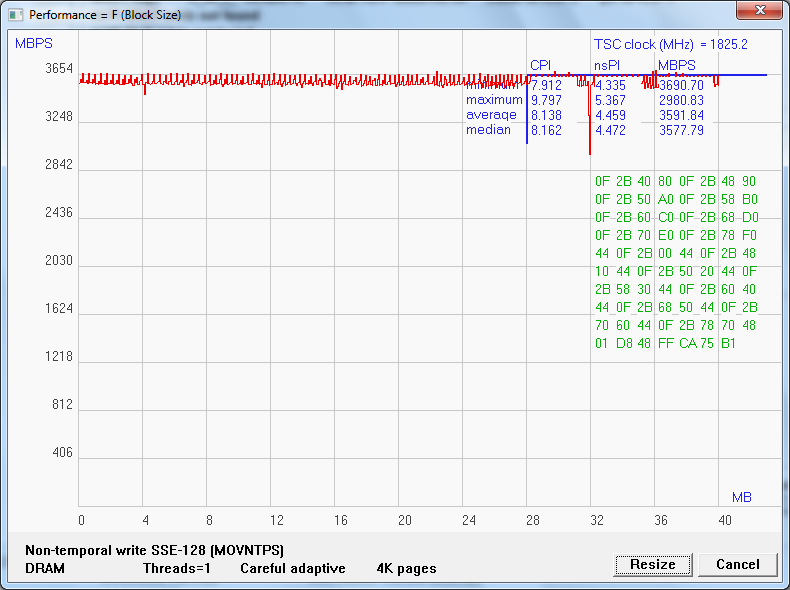 Performance = F (Block Size)
MBPS
TSC clock (MHz) = 1825.2
CPI nsPI MBPS
minimum 7.912 4.335 3690.70
maximum 9.797 5.367 2980.83
average 8.138 4.459 3591.84
median 8.162 4.472 3577.79
3654
3248
2842
2436
2030
1624
1218
812
406
0F 2B 40 80 0F 2B 48 90
0F 2B 50 A0 0F 2B 58 B0
0F 2B 60 C0 0F 2B 68 D0
0F 2B 70 E0 0F 2B 78 F0
44 0F 2B 00 44 0F 2B 48
10 44 0F 2B 50 20 44 0F
2B 58 30 44 0F 2B 60 40
44 0F 2B 68 50 44 0F 2B
70 60 44 0F 2B 78 70 48
01 D8 48 FF CA 75 B1
MB
0 4 8 12 16 20 24 28 32 36 40
Non-temporal write SSE-128 (MOVNTPS)
DRAM Threads=1 Careful adaptive 4K pages
Resize Cancel